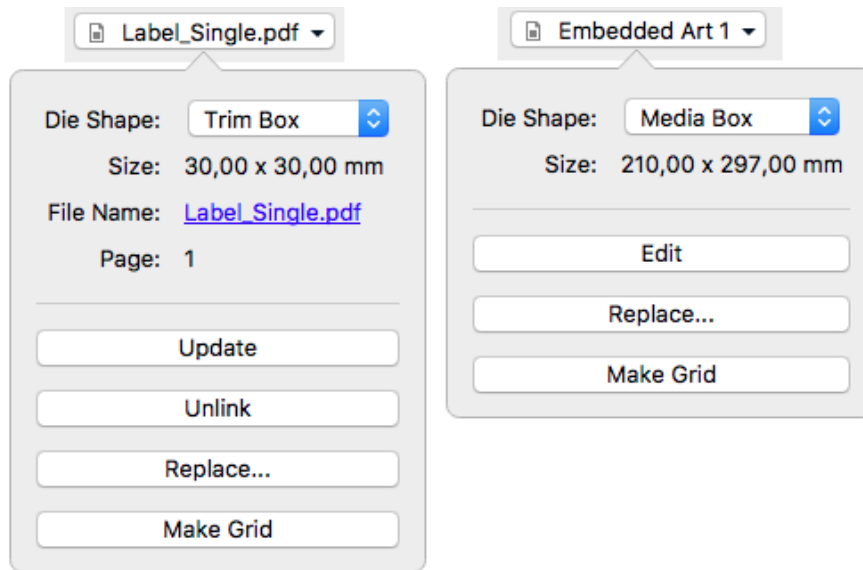 Label_Single.pdf
Die Shape: Trim Box
Size: 30,00 x 30,00 mm
File Name: Label_Single.pdf
Page: 1
Update
Unlink
Replace...
Make Grid
Embedded Art 1
Die Shape: Media Box
Size: 210,00 x 297,00 mm
Edit
Replace...
Make Grid